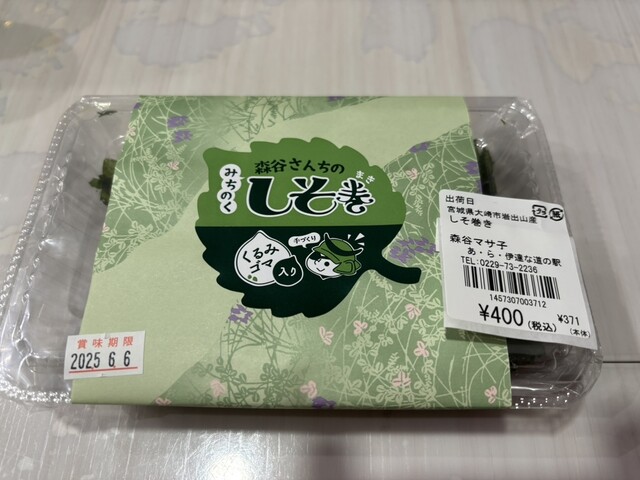 森谷さんちの
みちのく
しそ巻
まき
手づくり
くるみ
ゴマ
入り
賞味期限
2025 6.6
出荷日
宮城県大崎市岩出山産
しそ巻き
プラ
紙
森谷マサ子
あ・ら・伊達な道の駅
TEL:0229-73-2236
1457307003712
¥400(税込)
¥371
(本体)